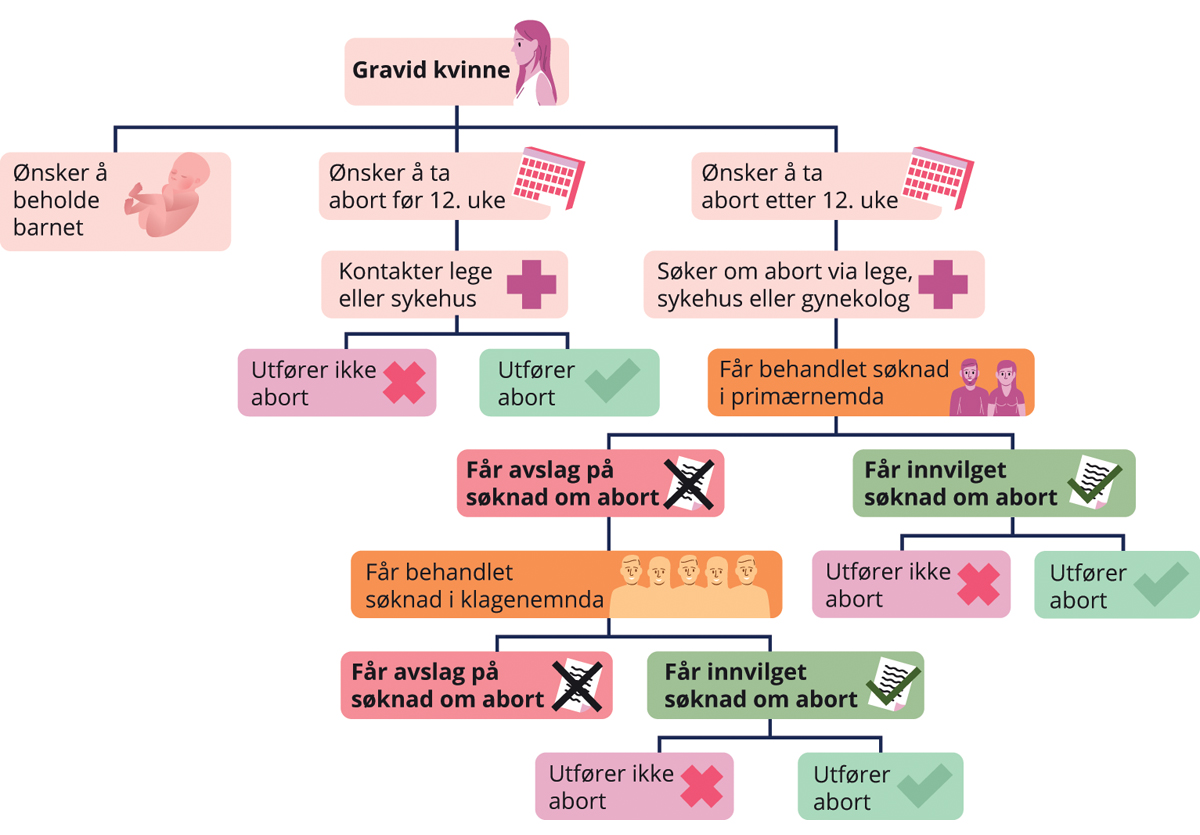 Gravid kvinne
Ønsker å
beholde
barnet
Ønsker å ta
abort før 12. uke
Ønsker å ta
abort etter 12. uke
Kontakter lege
eller sykehus
Søker om abort via lege,
sykehus eller gynekolog
Utfører ikke
abort
Utfører
abort
Får behandlet søknad
i primærnemda
Får avslag på
søknad om abort
Får innvilget
søknad om abort
Får behandlet
søknad i klagenemnda
Utfører ikke
abort
Utfører
abort
Får avslag på
søknad om abort
Får innvilget
søknad om abort
Utfører ikke
abort
Utfører
abort